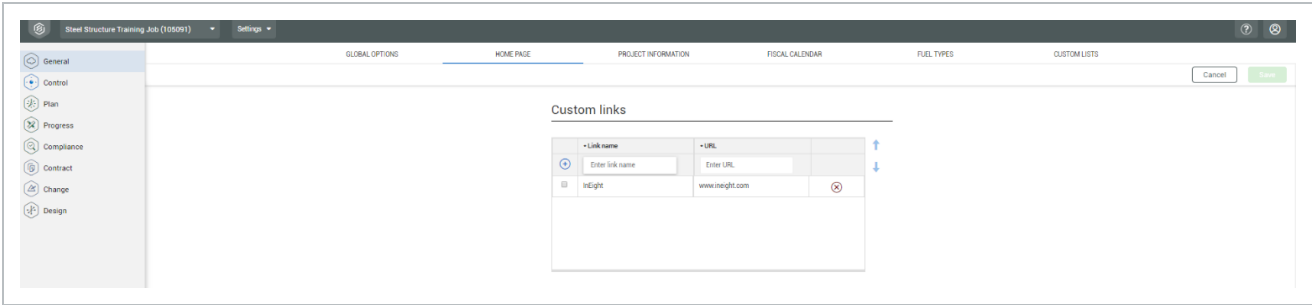 Steel Structure Training Job (105091) Settings
General
Control
Plan
Progress
Compliance
Contract
Change
Design
GLOBAL OPTIONS HOME PAGE PROJECT INFORMATION FISCAL CALENDAR FUEL TYPES CUSTOM LISTS
Cancel Save
Custom links
Link name URL
Enter link name Enter URL
InEight www.ineight.com